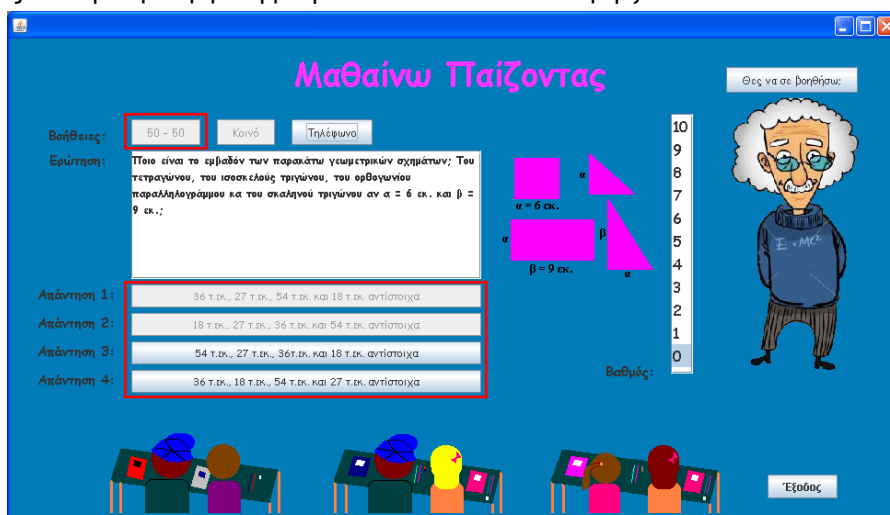 Μαθαίνω Παίζοντας
Θες να σε βοηθήσω;
Βοήθειες:
50 - 50
Κοινό
Τηλέφωνο
Ερώτηση:
Ποιο είναι το εμβαδόν των παρακάτω γεωμετρικών σχημάτων; Του
τετραγώνου, του ισοσκελούς τριγώνου, του ορθογωνίου
παραλληλογράμμου κα του σκαληνού τριγώνου αν α = 6 εκ. και β =
9 εκ.;
α
α = 6 εκ.
α
β
β = 9 εκ.
α
10
9
8
7
6
5
4
3
2
1
0
E = MC²
Απάντηση 1:
36 τ.εκ., 27 τ.εκ., 54 τ.εκ. και 18 τ.εκ. αντίστοιχα
Απάντηση 2:
18 τ.εκ., 27 τ.εκ., 36 τ.εκ. και 54 τ.εκ. αντίστοιχα
Απάντηση 3:
54 τ.εκ., 27 τ.εκ., 36τ.εκ. και 18 τ.εκ. αντίστοιχα
Απάντηση 4:
36 τ.εκ., 18 τ.εκ., 54 τ.εκ. και 27 τ.εκ. αντίστοιχα
Βαθμός:
Έξοδος